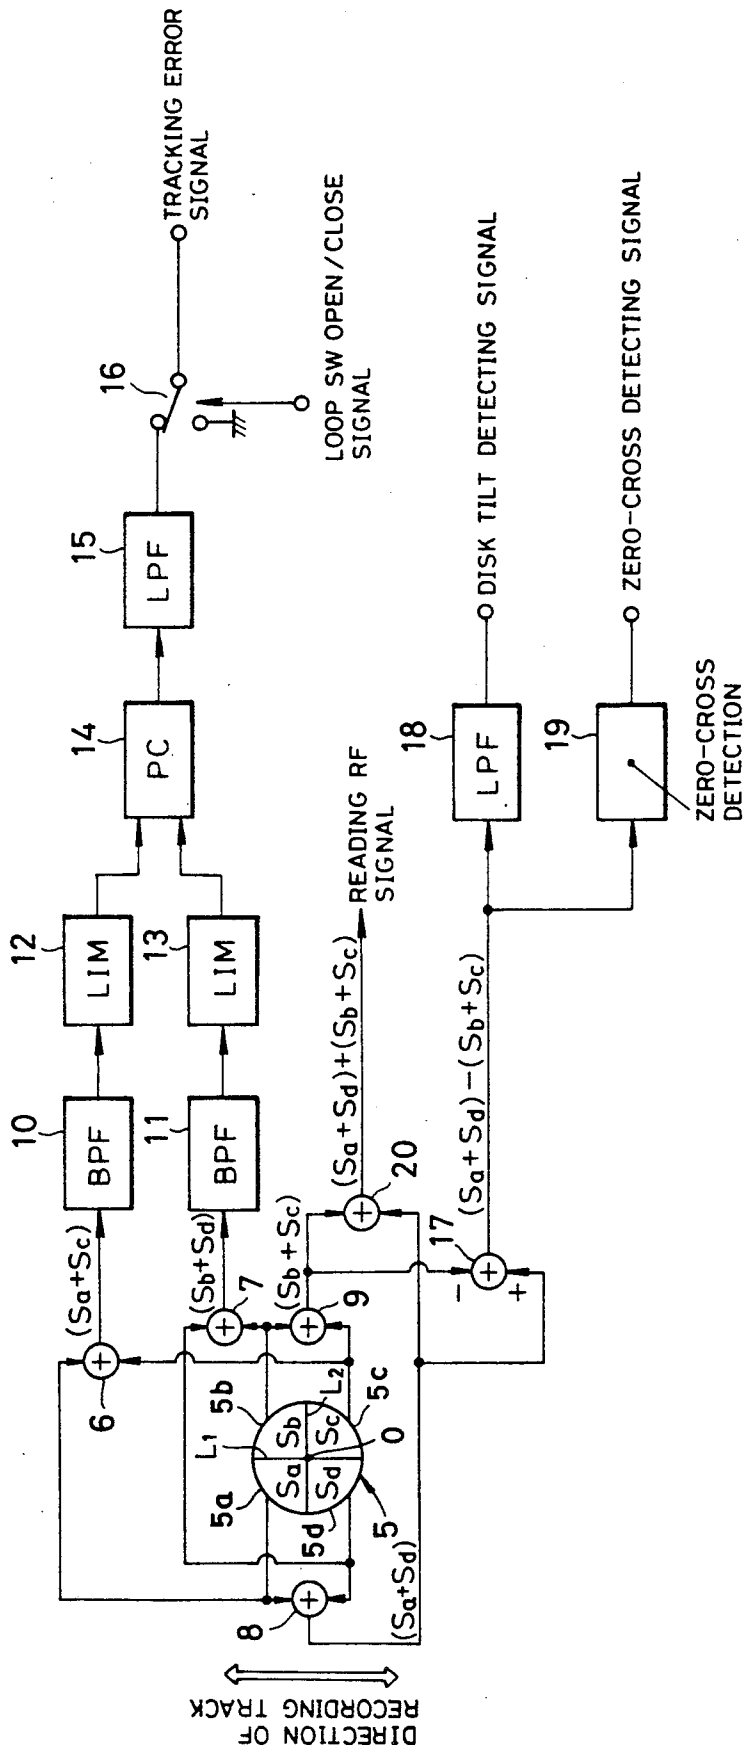 DIRECTION OF
RECORDING TRACK
8
(Sa+Sd)
5a
5b
5c
5d
5
L1
L2
O
Sa
Sb
Sc
Sd
6
(Sa+Sc)
7
(Sb+Sd)
9
(Sb+Sc)
10
BPF
11
BPF
12
LIM
13
LIM
14
PC
15
LPF
16
TRACKING ERROR
SIGNAL
LOOP SW OPEN/CLOSE
SIGNAL
20
(Sa+Sd)+(Sb+Sc)
READING RF
SIGNAL
17
−
+
(Sa+Sd)−(Sb+Sc)
18
LPF
DISK TILT DETECTING SIGNAL
19
ZERO-CROSS DETECTING SIGNAL
ZERO-CROSS
DETECTION